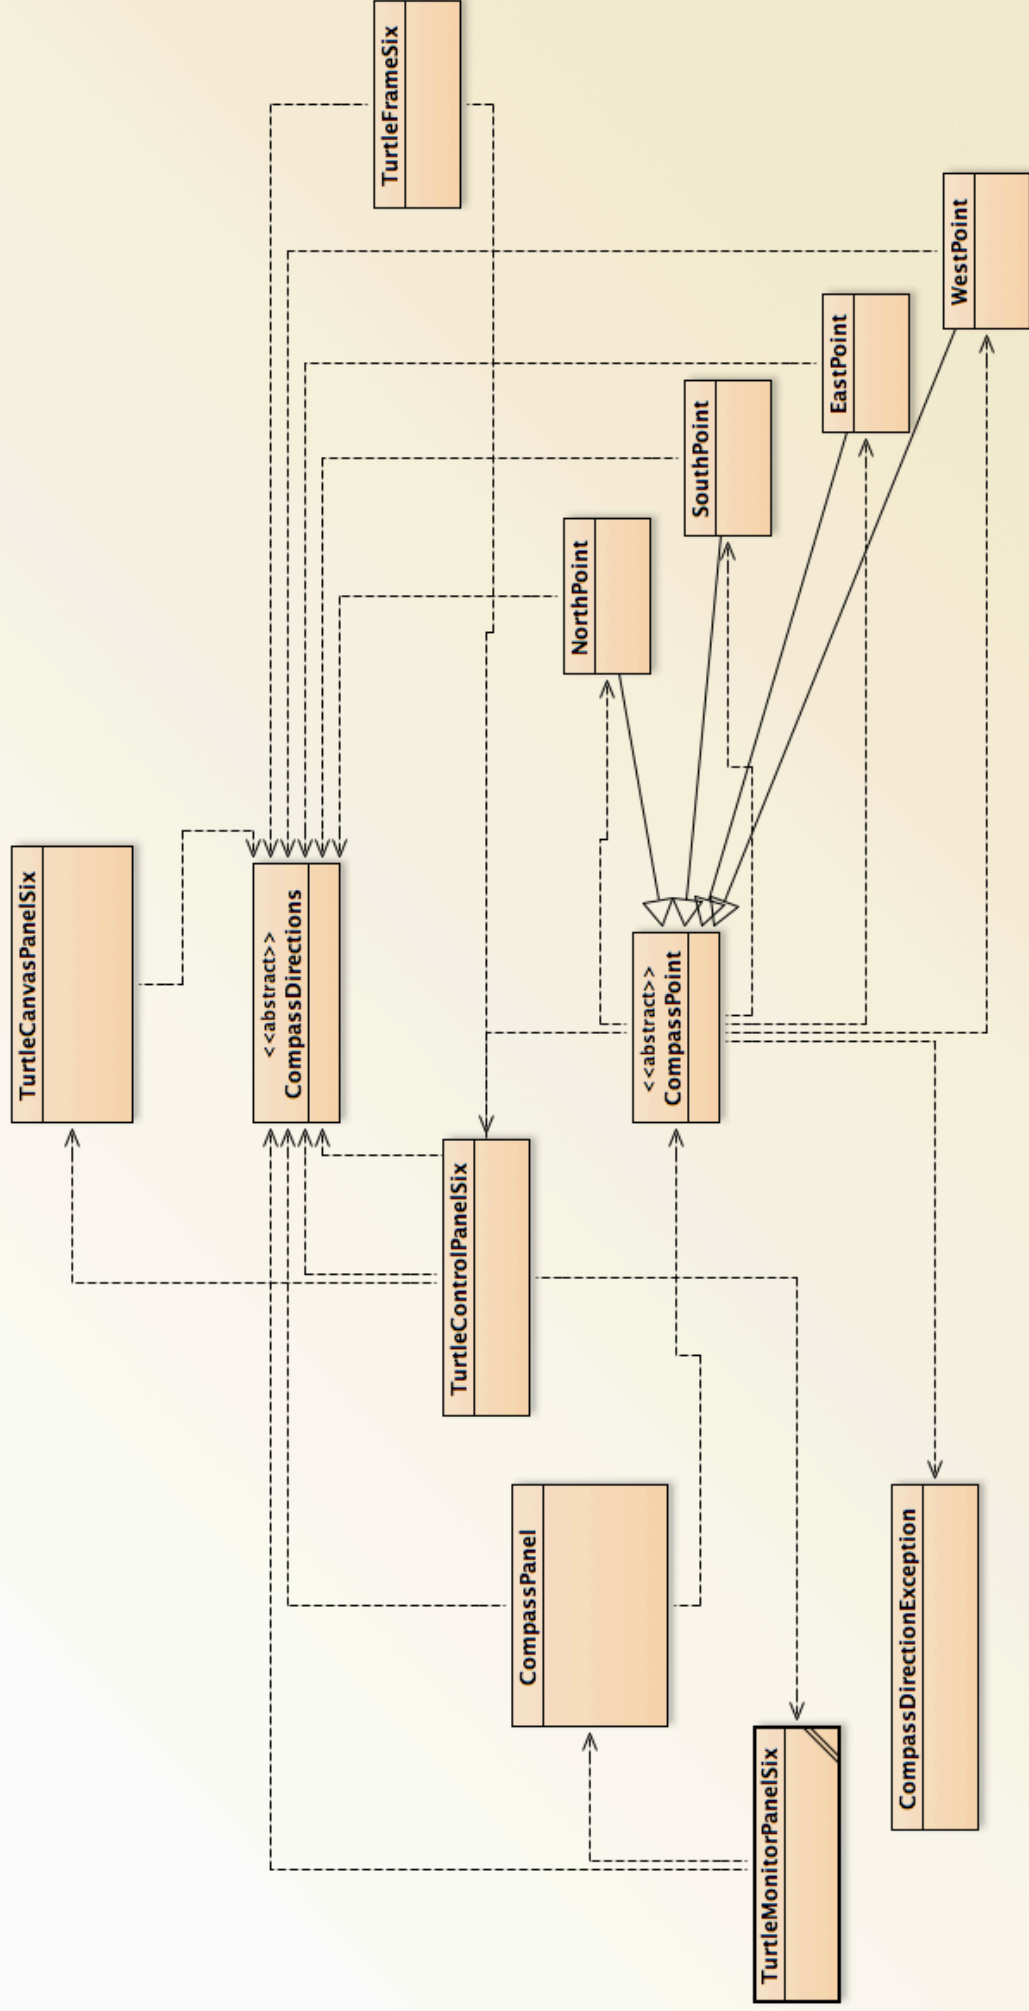 TurtleCanvasPanelSix
<<abstract>>
CompassDirections
TurtleFrameSix
TurtleControlPanelSix
CompassPanel
NorthPoint
<<abstract>>
CompassPoint
SouthPoint
TurtleMonitorPanelSix
EastPoint
CompassDirectionException
WestPoint